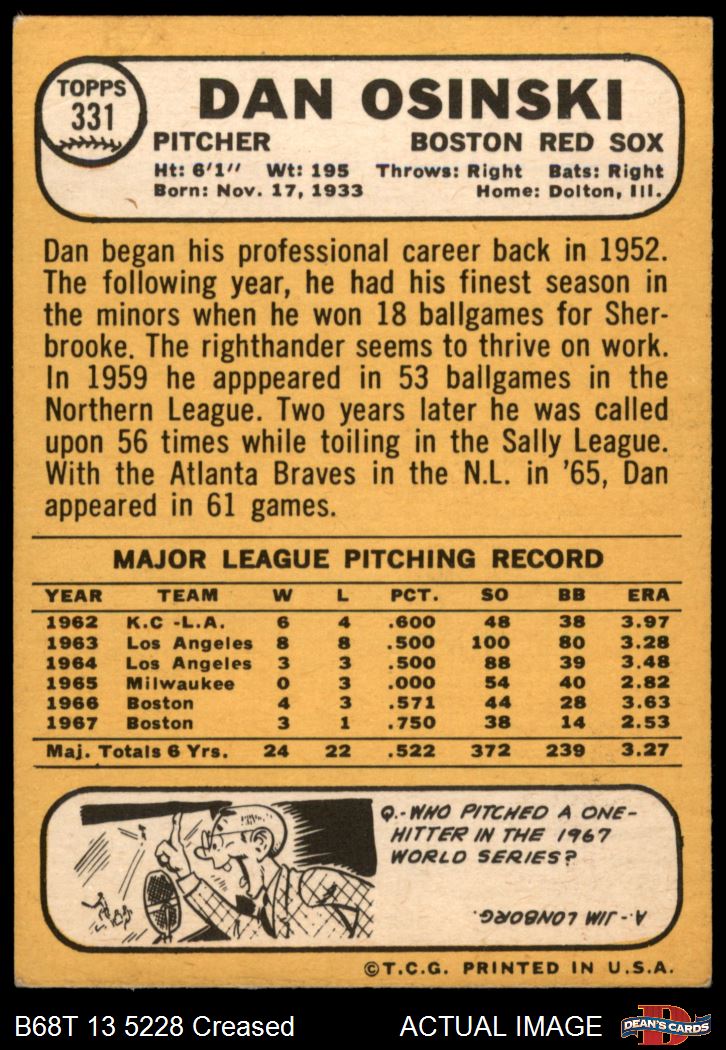 TOPPS
331
DAN OSINSKI
PITCHER BOSTON RED SOX
Ht: 6'1" Wt: 195 Throws: Right Bats: Right
Born: Nov. 17, 1933 Home: Dolton, Ill.
Dan began his professional career back in 1952.
The following year, he had his finest season in
the minors when he won 18 ballgames for Sher-
brooke. The righthander seems to thrive on work.
In 1959 he apppeared in 53 ballgames in the
Northern League. Two years later he was called
upon 56 times while toiling in the Sally League.
With the Atlanta Braves in the N.L. in '65, Dan
appeared in 61 games.
MAJOR LEAGUE PITCHING RECORD
YEAR TEAM W L PCT. SO BB ERA
1962 K.C -L.A. 6 4 .600 48 38 3.97
1963 Los Angeles 8 8 .500 100 80 3.28
1964 Los Angeles 3 3 .500 88 39 3.48
1965 Milwaukee 0 3 .000 54 40 2.82
1966 Boston 4 3 .571 44 28 3.63
1967 Boston 3 1 .750 38 14 2.53
Maj. Totals 6 Yrs. 24 22 .522 372 239 3.27
Q.-WHO PITCHED A ONE-
HITTER IN THE 1967
WORLD SERIES?
A.-JIM LONBORG.
©T.C.G. PRINTED IN U.S.A.
B68T 13 5228 Creased ACTUAL IMAGE
DEAN'S CARDS